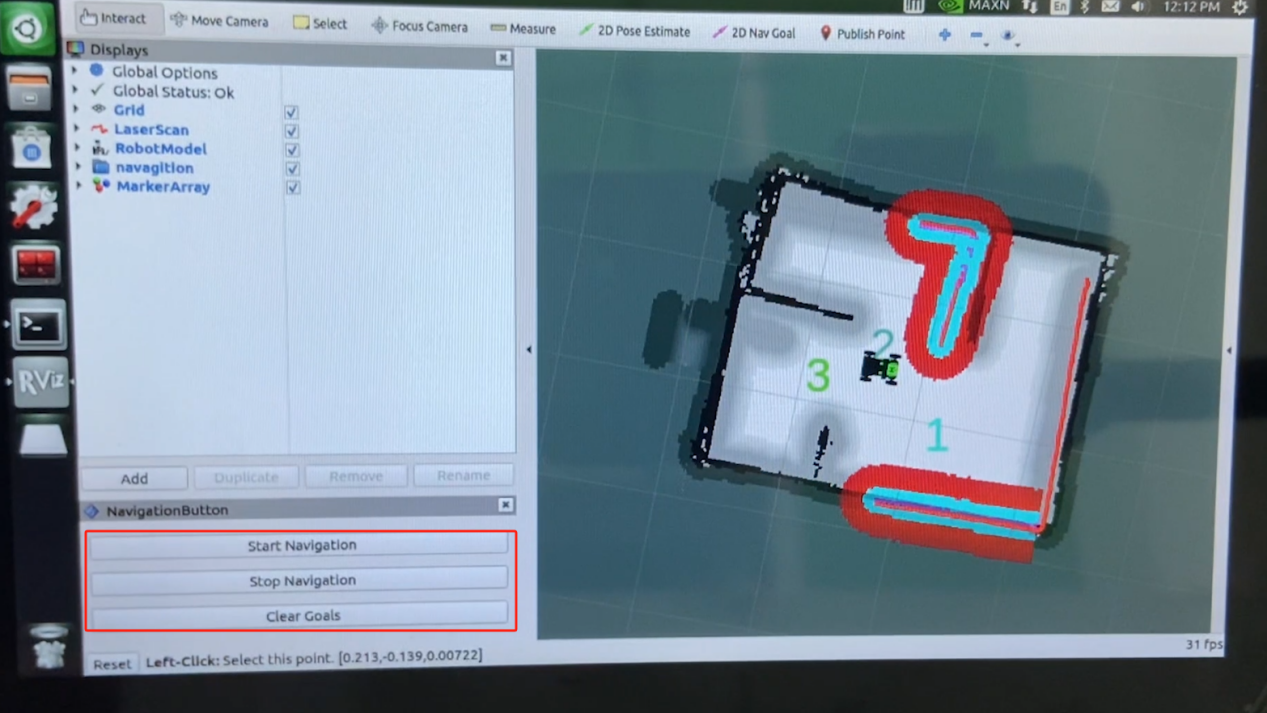 MAXN En 12:12 PM
Interact Move Camera Select Focus Camera Measure 2D Pose Estimate 2D Nav Goal Publish Point
Displays
Global Options
Global Status: Ok
Grid
LaserScan
RobotModel
navagition
MarkerArray
RViz
Add Duplicate Remove Rename
NavigationButton
Start Navigation
Stop Navigation
Clear Goals
Reset Left-Click: Select this point. [0.213,-0.139,0.00722]
2
3
1
31 fps